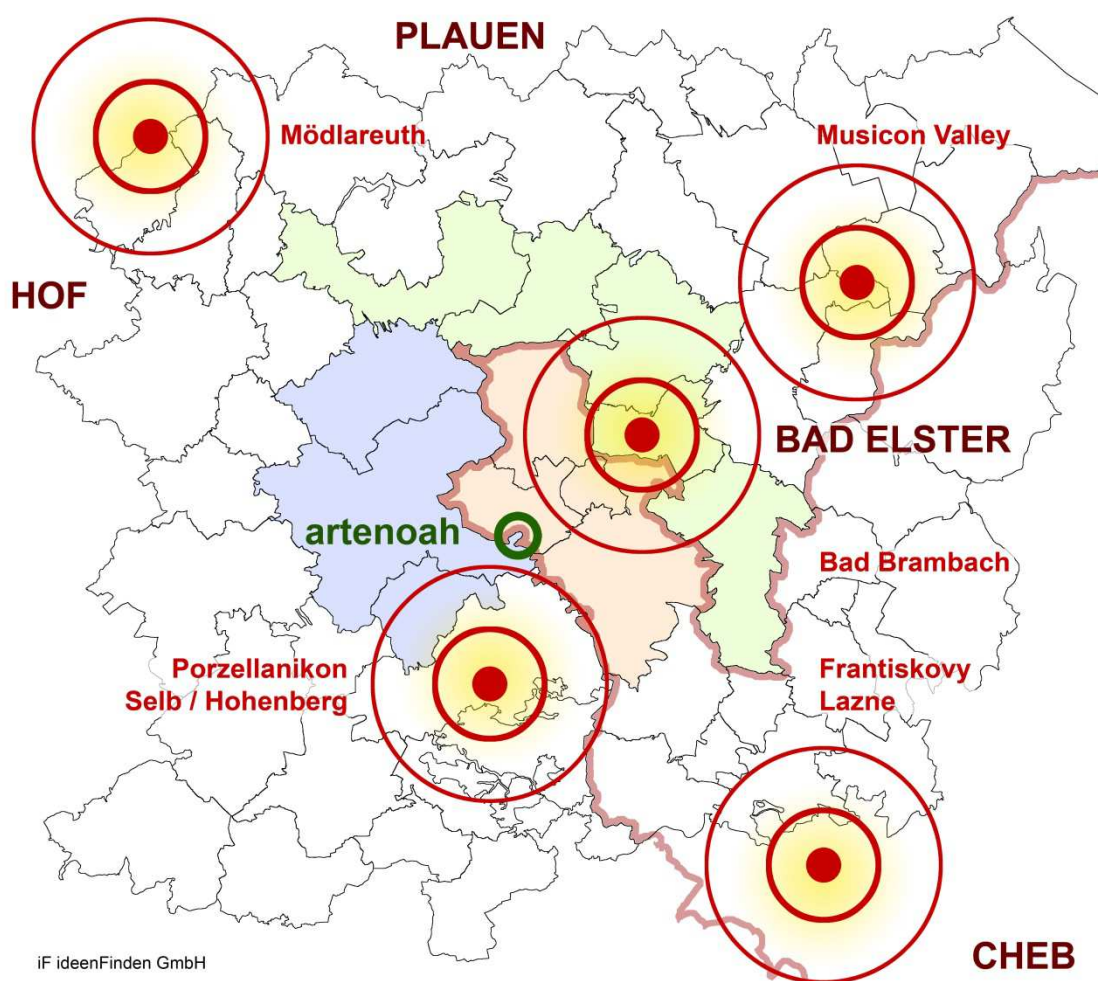 PLAUEN
Mödlareuth
Musicon Valley
HOF
BAD ELSTER
artenoah
Bad Brambach
Porzellanikon
Selb / Hohenberg
Frantiskovy
Lazne
CHEB
iF ideenFinden GmbH